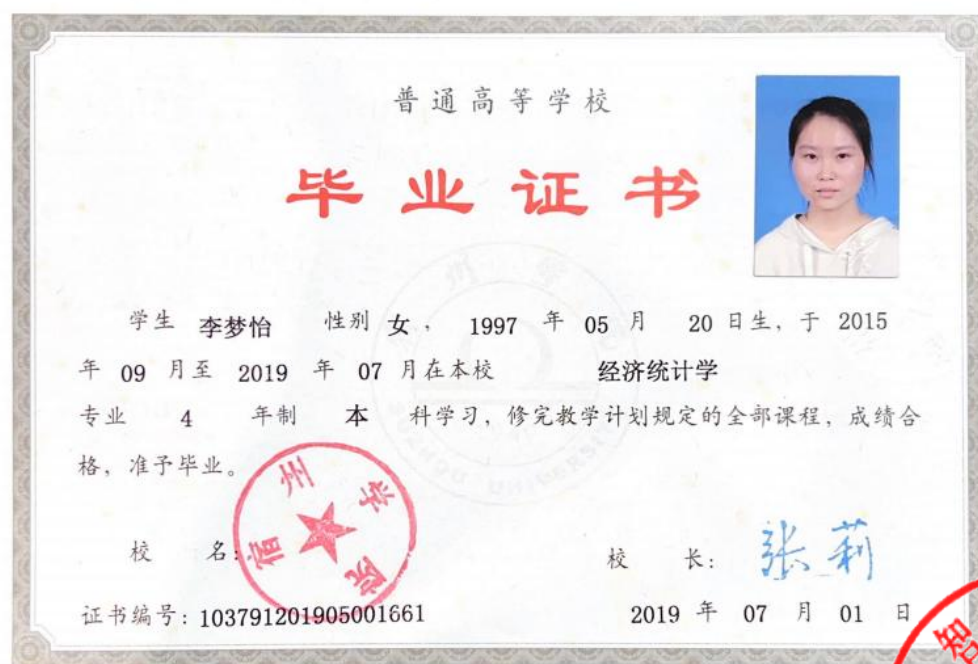 普通高等学校
毕业证书
学生 李梦怡 性别 女, 1997 年 05 月 20 日生, 于 2015
年 09 月至 2019 年 07 月在本校 经济统计学
专业 4 年制 本 科学习, 修完教学计划规定的全部课程, 成绩合
格, 准予毕业。
宿州学院
校 名: 校 长: 张莉
证书编号: 103791201905001661 2019 年 07 月 01 日
SUZHOU UNIVERSITY